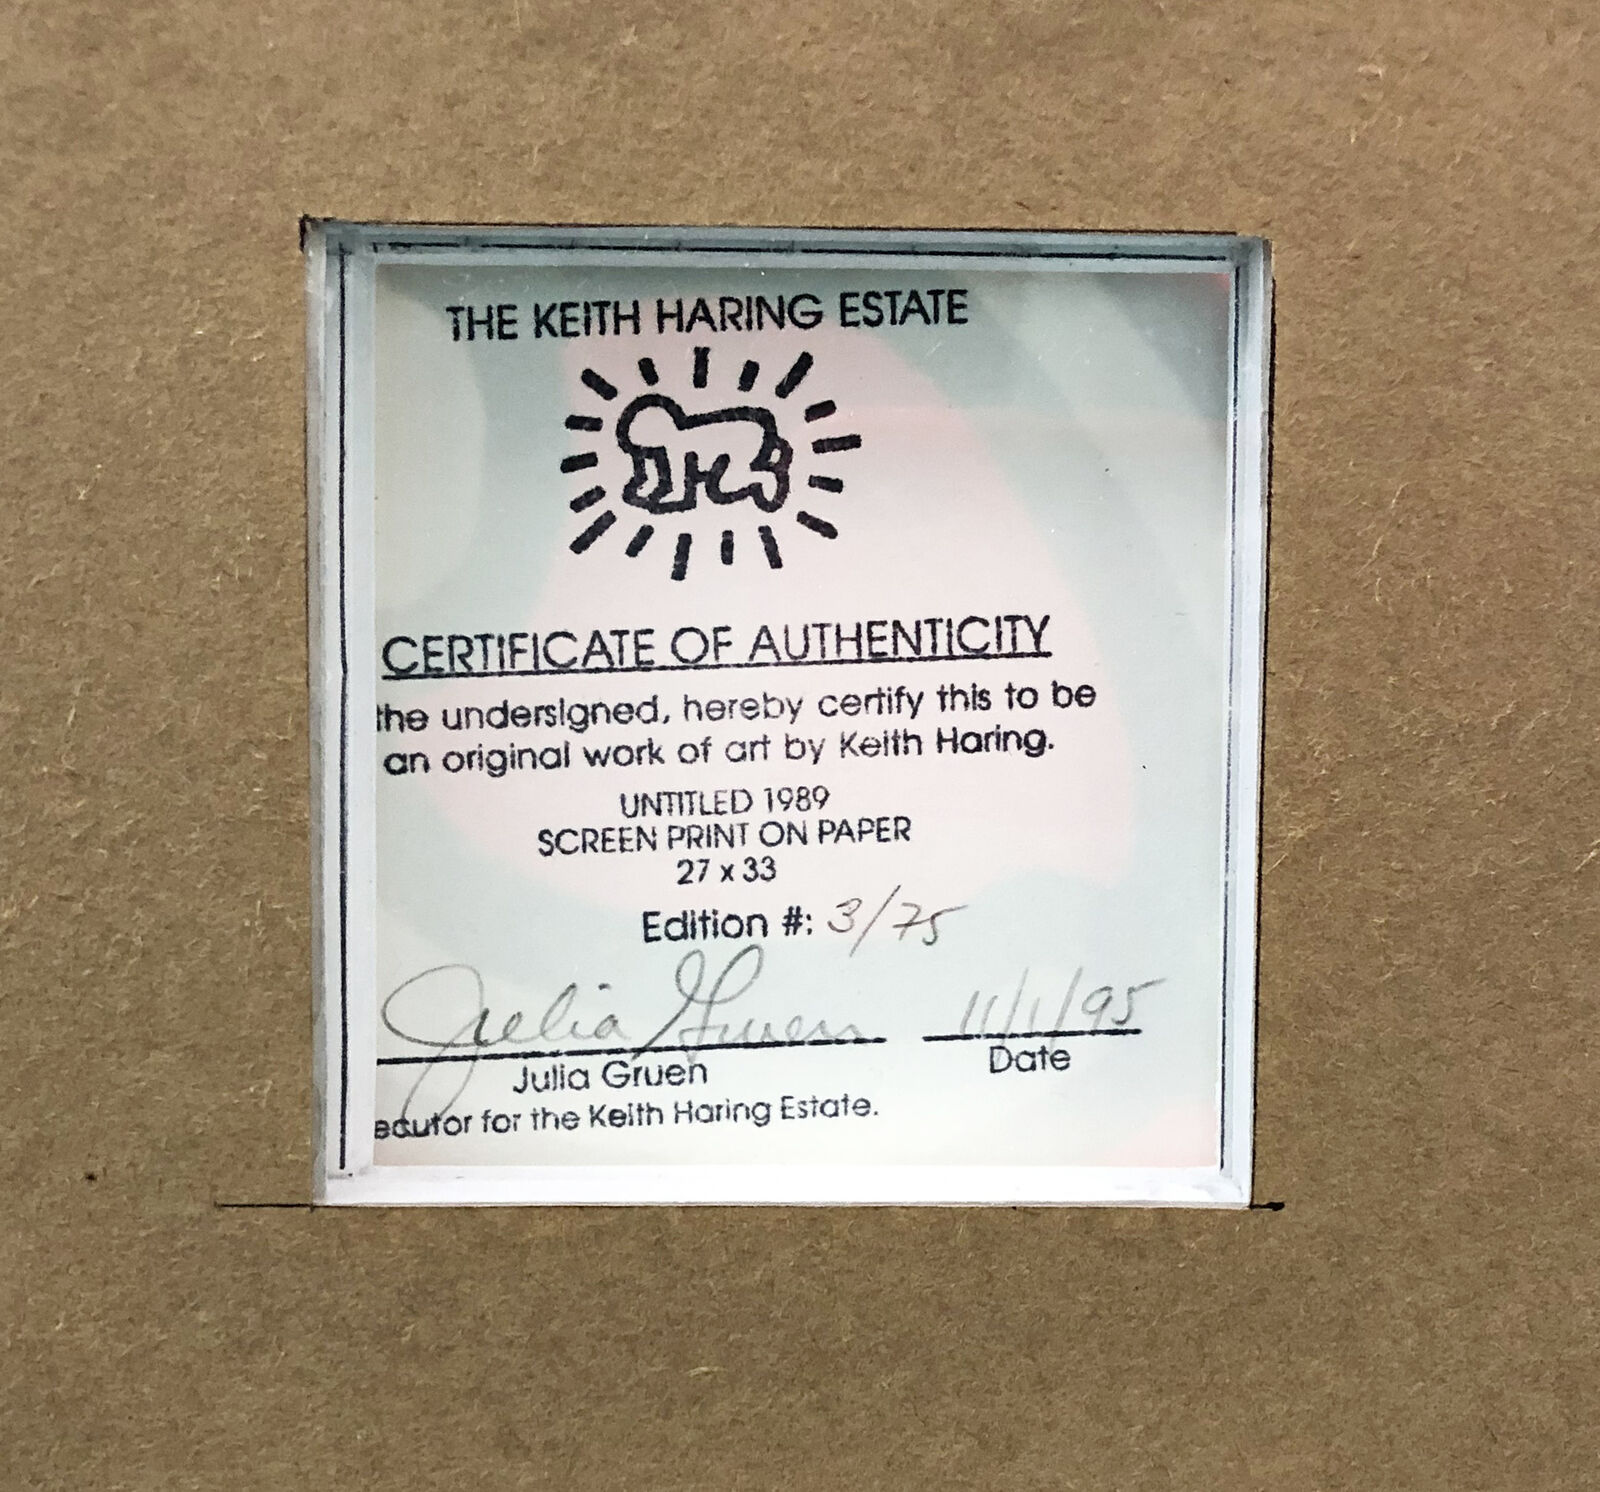 THE KEITH HARING ESTATE
CERTIFICATE OF AUTHENTICITY
the undersigned, hereby certify this to be
an original work of art by Keith Haring.
UNTITLED 1989
SCREEN PRINT ON PAPER
27 x 33
Edition #: 3/75
Julia Gruen 11/1/95
Julia Gruen Date
ecutor for the Keith Haring Estate.